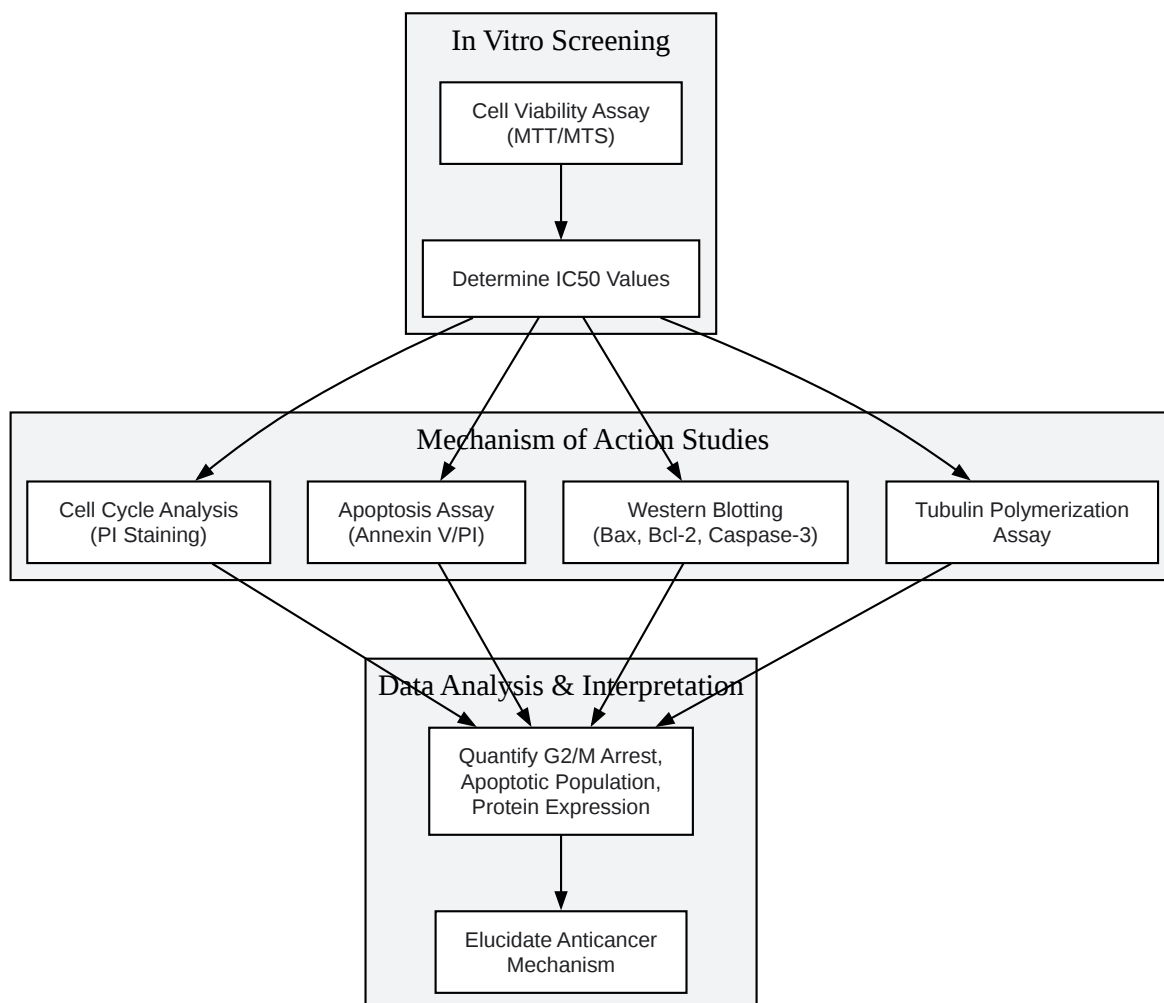 In Vitro Screening
Cell Viability Assay
(MTT/MTS)
Determine IC50 Values
Mechanism of Action Studies
Cell Cycle Analysis
(PI Staining)
Apoptosis Assay
(Annexin V/PI)
Western Blotting
(Bax, Bcl-2, Caspase-3)
Tubulin Polymerization
Assay
Data Analysis & Interpretation
Quantify G2/M Arrest,
Apoptotic Population,
Protein Expression
Elucidate Anticancer
Mechanism